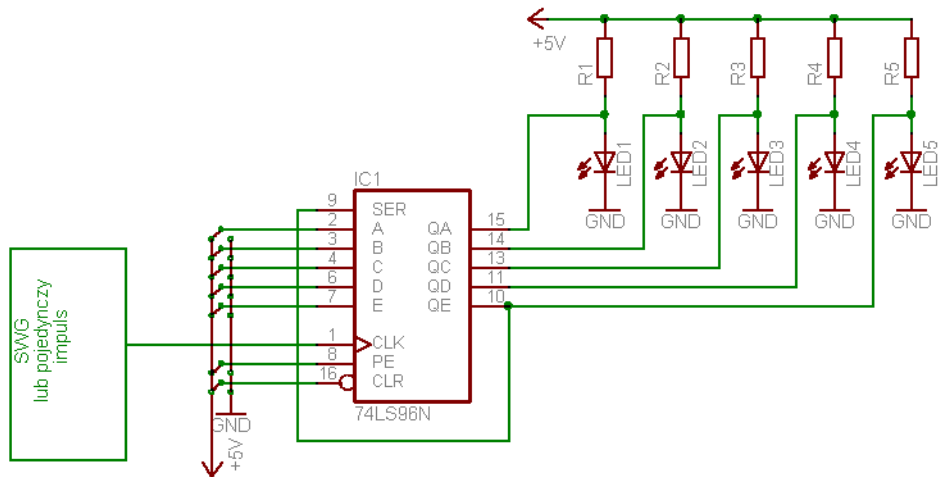 +5V
R1
R2
R3
R4
R5
LED1
LED2
LED3
LED4
LED5
GND
GND
GND
GND
GND
IC1
9 SER
2 A QA 15
3 B QB 14
4 C QC 13
6 D QD 11
7 E QE 10
1 CLK
8 PE
16 CLR
74LS96N
SWG
lub pojedynczy
impuls
GND
+5V